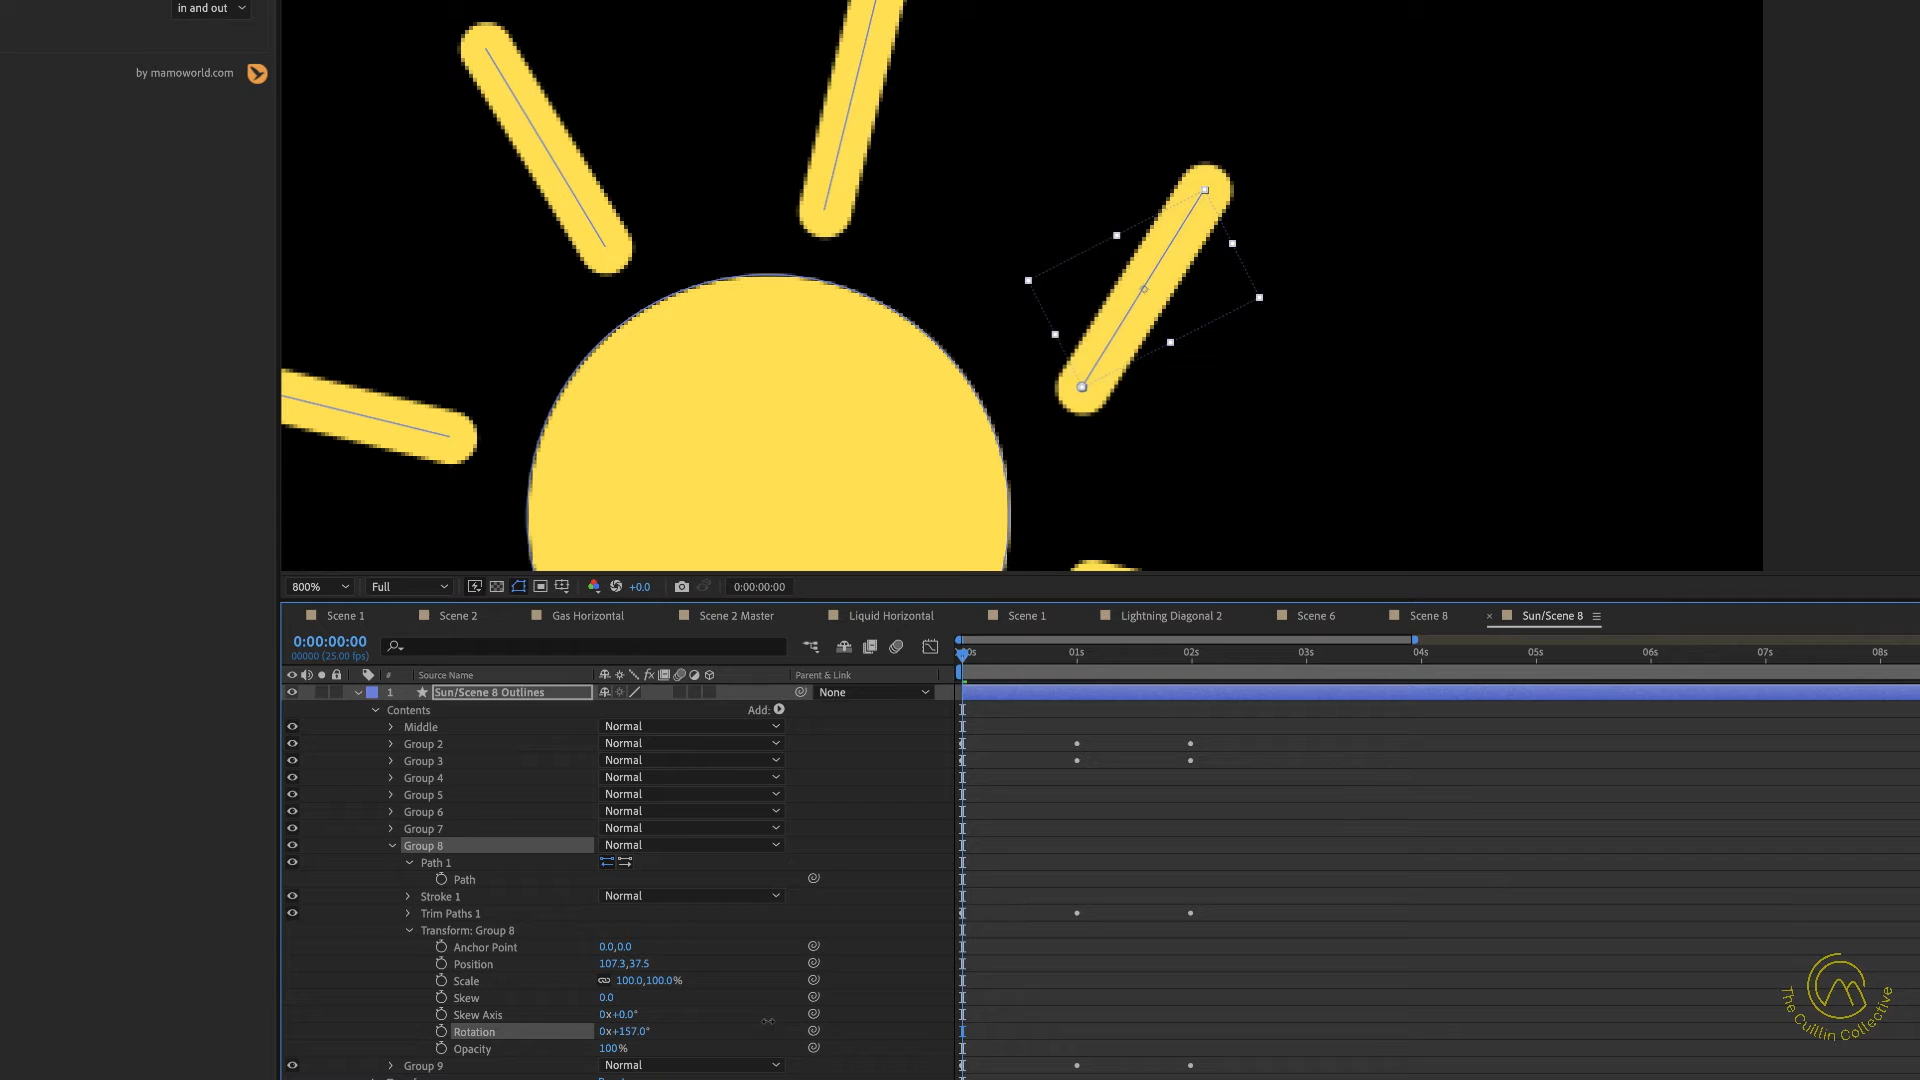 in and out
by mamoworld.com
800% Full +0.0 0:00:00:00
Scene 1 Scene 2 Gas Horizontal Scene 2 Master Liquid Horizontal Scene 1 Lightning Diagonal 2 Scene 6 Scene 8 Sun/Scene 8
0:00:00:00
00000 (25.00 fps)
01s 02s 03s 04s 05s 06s 07s 08s
# Source Name fx Parent & Link
1 Sun/Scene 8 Outlines None
Contents Add:
Middle Normal
Group 2 Normal
Group 3 Normal
Group 4 Normal
Group 5 Normal
Group 6 Normal
Group 7 Normal
Group 8 Normal
Path 1
Path
Stroke 1 Normal
Trim Paths 1
Transform: Group 8
Anchor Point 0.0,0.0
Position 107.3,37.5
Scale 100.0,100.0%
Skew 0.0
Skew Axis 0x+0.0°
Rotation 0x+157.0°
Opacity 100%
Group 9 Normal
The Cuillin Collective